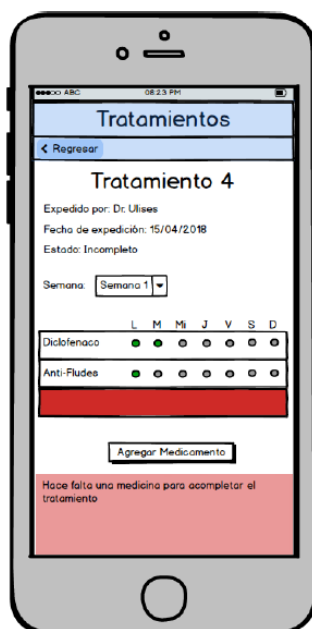 ABC 08:23 PM
Tratamientos
< Regresar
Tratamiento 4
Expedido por: Dr. Ulises
Fecha de expedición: 15/04/2018
Estado: Incompleto
Semana: Semana 1
L M Mi J V S D
Diclofenaco
Anti-Fludes
Agregar Medicamento
Hace falta una medicina para acompletar el
tratamiento